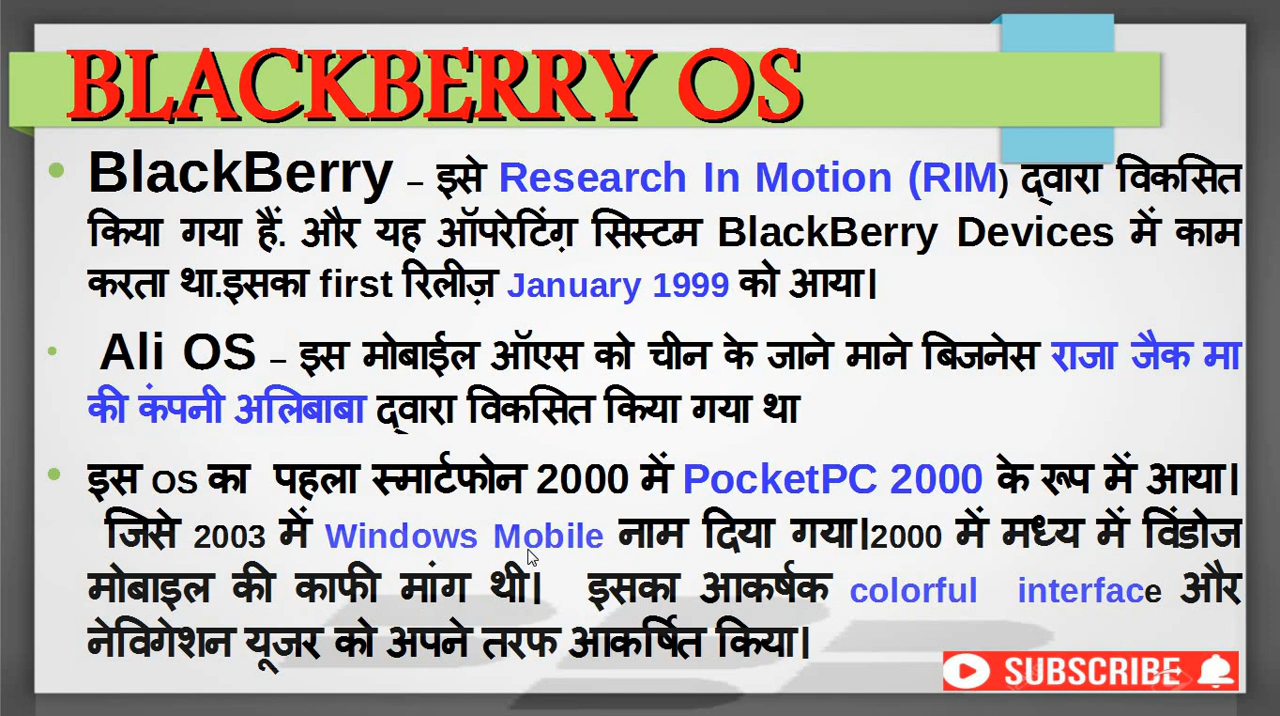 BLACKBERRY OS
BlackBerry – इसे Research In Motion (RIM) द्वारा विकसित
किया गया हैं. और यह ऑपरेटिंग़ सिस्टम BlackBerry Devices में काम
करता था.इसका first रिलीज़ January 1999 को आया।
Ali OS – इस मोबाईल ऑएस को चीन के जाने माने बिजनेस राजा जैक मा
की कंपनी अलिबाबा द्वारा विकसित किया गया था
इस OS का पहला स्मार्टफोन 2000 में PocketPC 2000 के रूप में आया।
जिसे 2003 में Windows Mobile नाम दिया गया।2000 में मध्य में विंडोज
मोबाइल की काफी मांग थी। इसका आकर्षक colorful interface और
नेविगेशन यूजर को अपने तरफ आकर्षित किया।
SUBSCRIBE